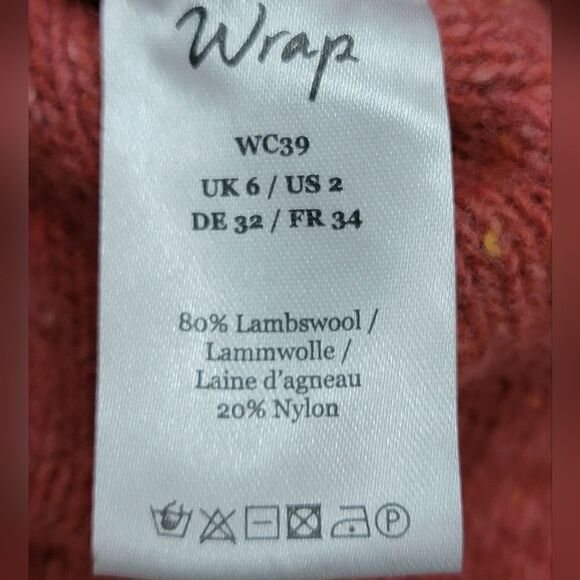 Wrap
WC39
UK 6 / US 2
DE 32 / FR 34
80% Lambswool /
Lammwolle /
Laine d'agneau
20% Nylon
P